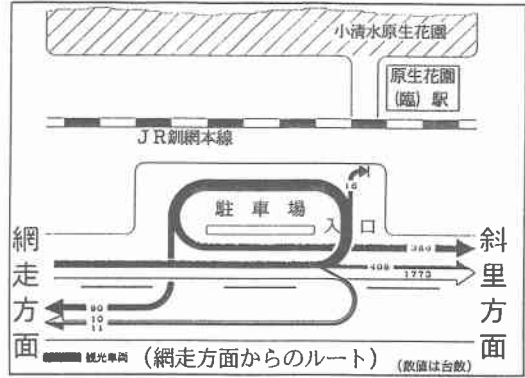 小清水原生花園
原生花園
(臨)駅
JR釧網本線
16
駐車場
入口
網走方面
斜里方面
384
408
1773
90
10
11
観光車両
(網走方面からのルート)
(数値は台数)